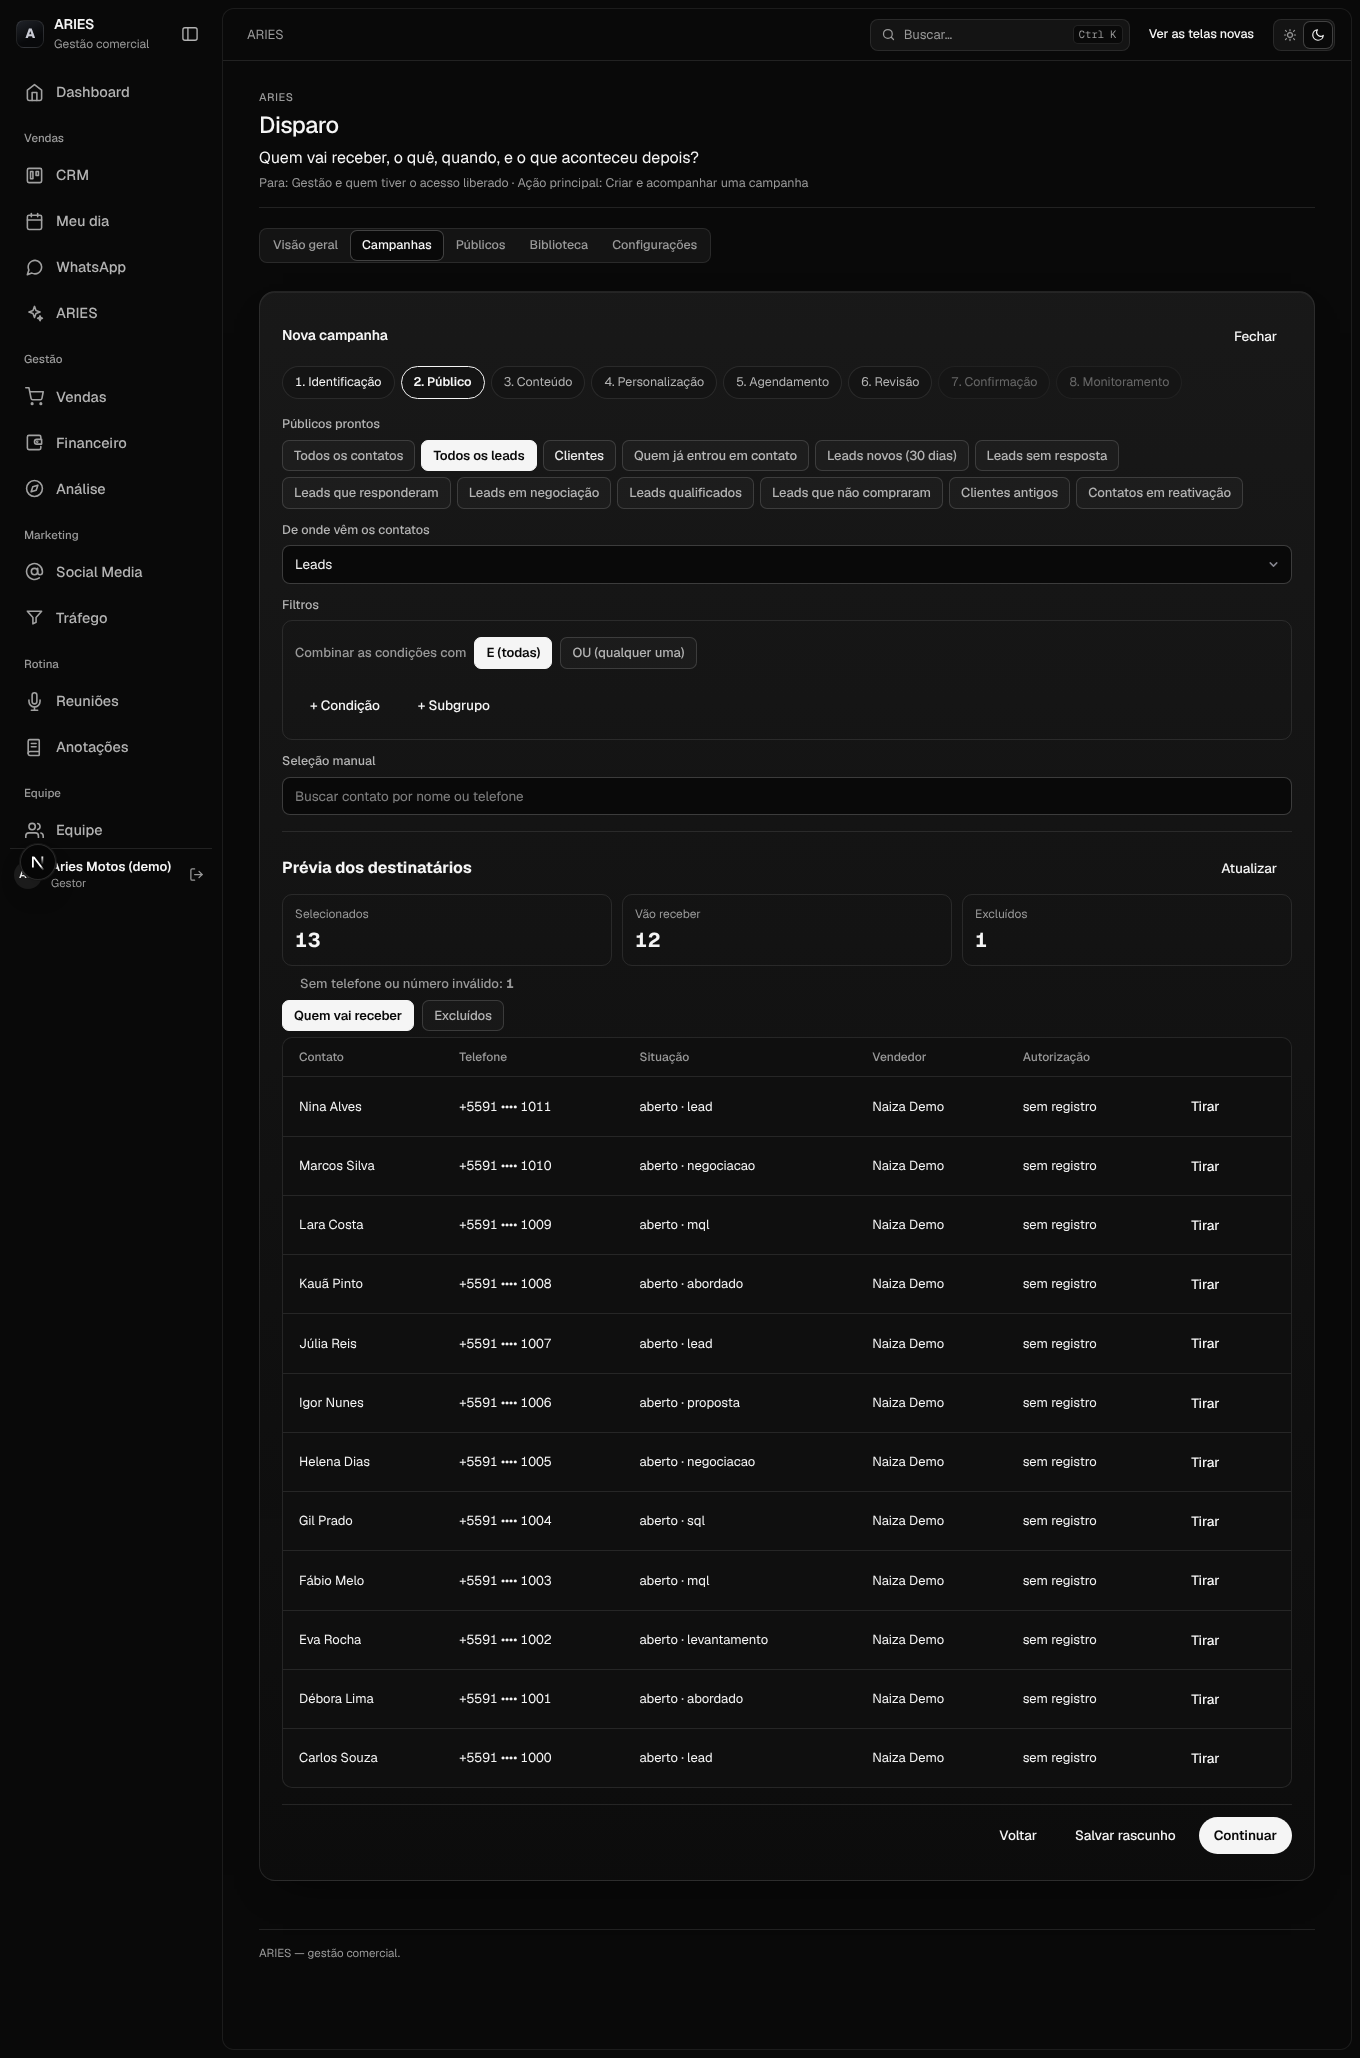 A ARIES
Gestão comercial
Dashboard
Vendas
CRM
Meu dia
WhatsApp
ARIES
Gestão
Vendas
Financeiro
Análise
Marketing
Social Media
Tráfego
Rotina
Reuniões
Anotações
Equipe
Equipe
Aries Motos (demo)
Gestor
N
ARIES
Buscar...
Ctrl K
Ver as telas novas
ARIES
Disparo
Quem vai receber, o quê, quando, e o que aconteceu depois?
Para: Gestão e quem tiver o acesso liberado · Ação principal: Criar e acompanhar uma campanha
Visão geral Campanhas Públicos Biblioteca Configurações
Nova campanha Fechar
1. Identificação 2. Público 3. Conteúdo 4. Personalização 5. Agendamento 6. Revisão 7. Confirmação 8. Monitoramento
Públicos prontos
Todos os contatos Todos os leads Clientes Quem já entrou em contato Leads novos (30 dias) Leads sem resposta
Leads que responderam Leads em negociação Leads qualificados Leads que não compraram Clientes antigos Contatos em reativação
De onde vêm os contatos
Leads
Filtros
Combinar as condições com E (todas) OU (qualquer uma)
+ Condição + Subgrupo
Seleção manual
Buscar contato por nome ou telefone
Prévia dos destinatários Atualizar
Selecionados Vão receber Excluídos
13 12 1
Sem telefone ou número inválido: 1
Quem vai receber Excluídos
Contato Telefone Situação Vendedor Autorização
Nina Alves +5591 •••• 1011 aberto · lead Naiza Demo sem registro Tirar
Marcos Silva +5591 •••• 1010 aberto · negociacao Naiza Demo sem registro Tirar
Lara Costa +5591 •••• 1009 aberto · mql Naiza Demo sem registro Tirar
Kauã Pinto +5591 •••• 1008 aberto · abordado Naiza Demo sem registro Tirar
Júlia Reis +5591 •••• 1007 aberto · lead Naiza Demo sem registro Tirar
Igor Nunes +5591 •••• 1006 aberto · proposta Naiza Demo sem registro Tirar
Helena Dias +5591 •••• 1005 aberto · negociacao Naiza Demo sem registro Tirar
Gil Prado +5591 •••• 1004 aberto · sql Naiza Demo sem registro Tirar
Fábio Melo +5591 •••• 1003 aberto · mql Naiza Demo sem registro Tirar
Eva Rocha +5591 •••• 1002 aberto · levantamento Naiza Demo sem registro Tirar
Débora Lima +5591 •••• 1001 aberto · abordado Naiza Demo sem registro Tirar
Carlos Souza +5591 •••• 1000 aberto · lead Naiza Demo sem registro Tirar
Voltar Salvar rascunho Continuar
ARIES — gestão comercial.